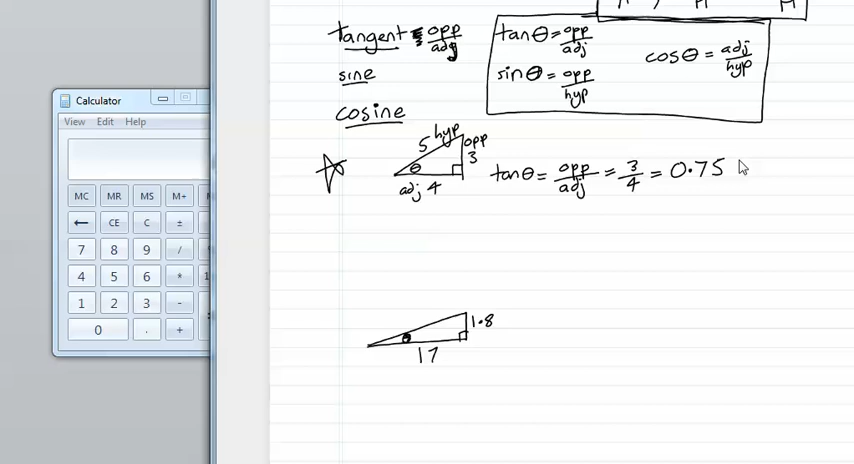 tangent = opp/adj
sine
cosine
tanθ = opp/adj
sinθ = opp/hyp
cosθ = adj/hyp
Calculator
View Edit Help
MC MR MS M+
← CE C ±
7 8 9 /
4 5 6 *
1 2 3 -
0 . +
5 hyp
opp
3
θ
adj 4
tanθ = opp/adj = 3/4 = 0.75
1.8
θ
17